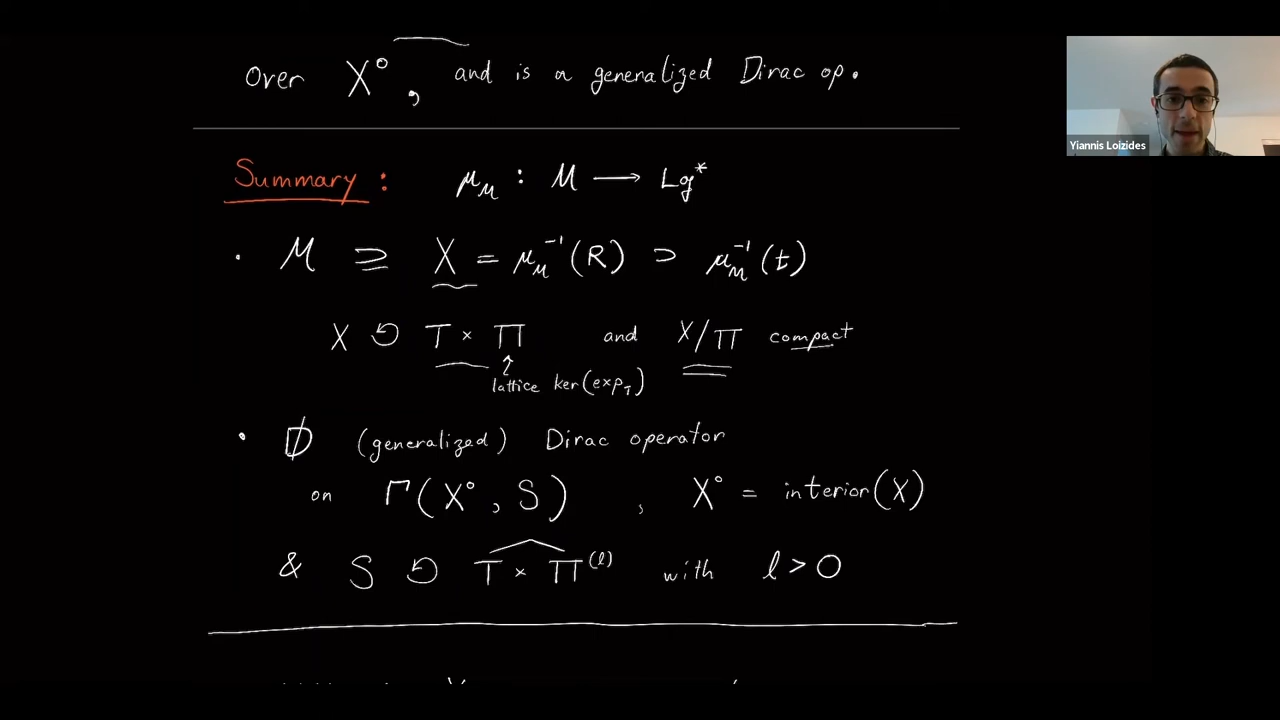 Over X°, and is a generalized Dirac op.
Yiannis Loizides
Summary: μ_M : M → Lg*
• M ⊇ X = μ_M⁻¹(R) ⊃ μ_M⁻¹(t)
X ↺ T × Π and X/Π compact
lattice ker(exp_T)
• D̸ (generalized) Dirac operator
on Γ(X°, S), X° = interior(X)
& S ↺ T × Π^(l) with l > 0